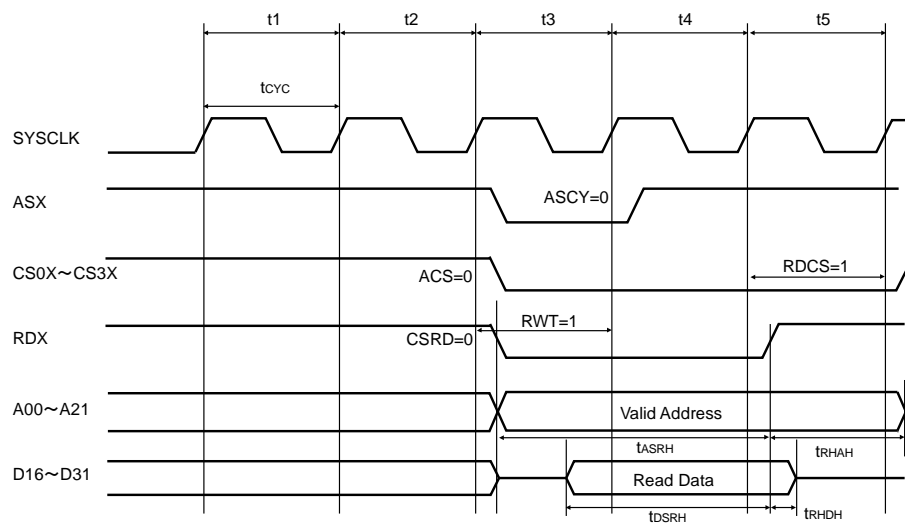 t1 t2 t3 t4 t5
tCYC
SYSCLK
ASX ASCY=0
CS0X～CS3X ACS=0 RDCS=1
RDX CSRD=0 RWT=1
A00～A21 Valid Address
tASRH tRHAH
D16～D31 Read Data
tDSRH tRHDH